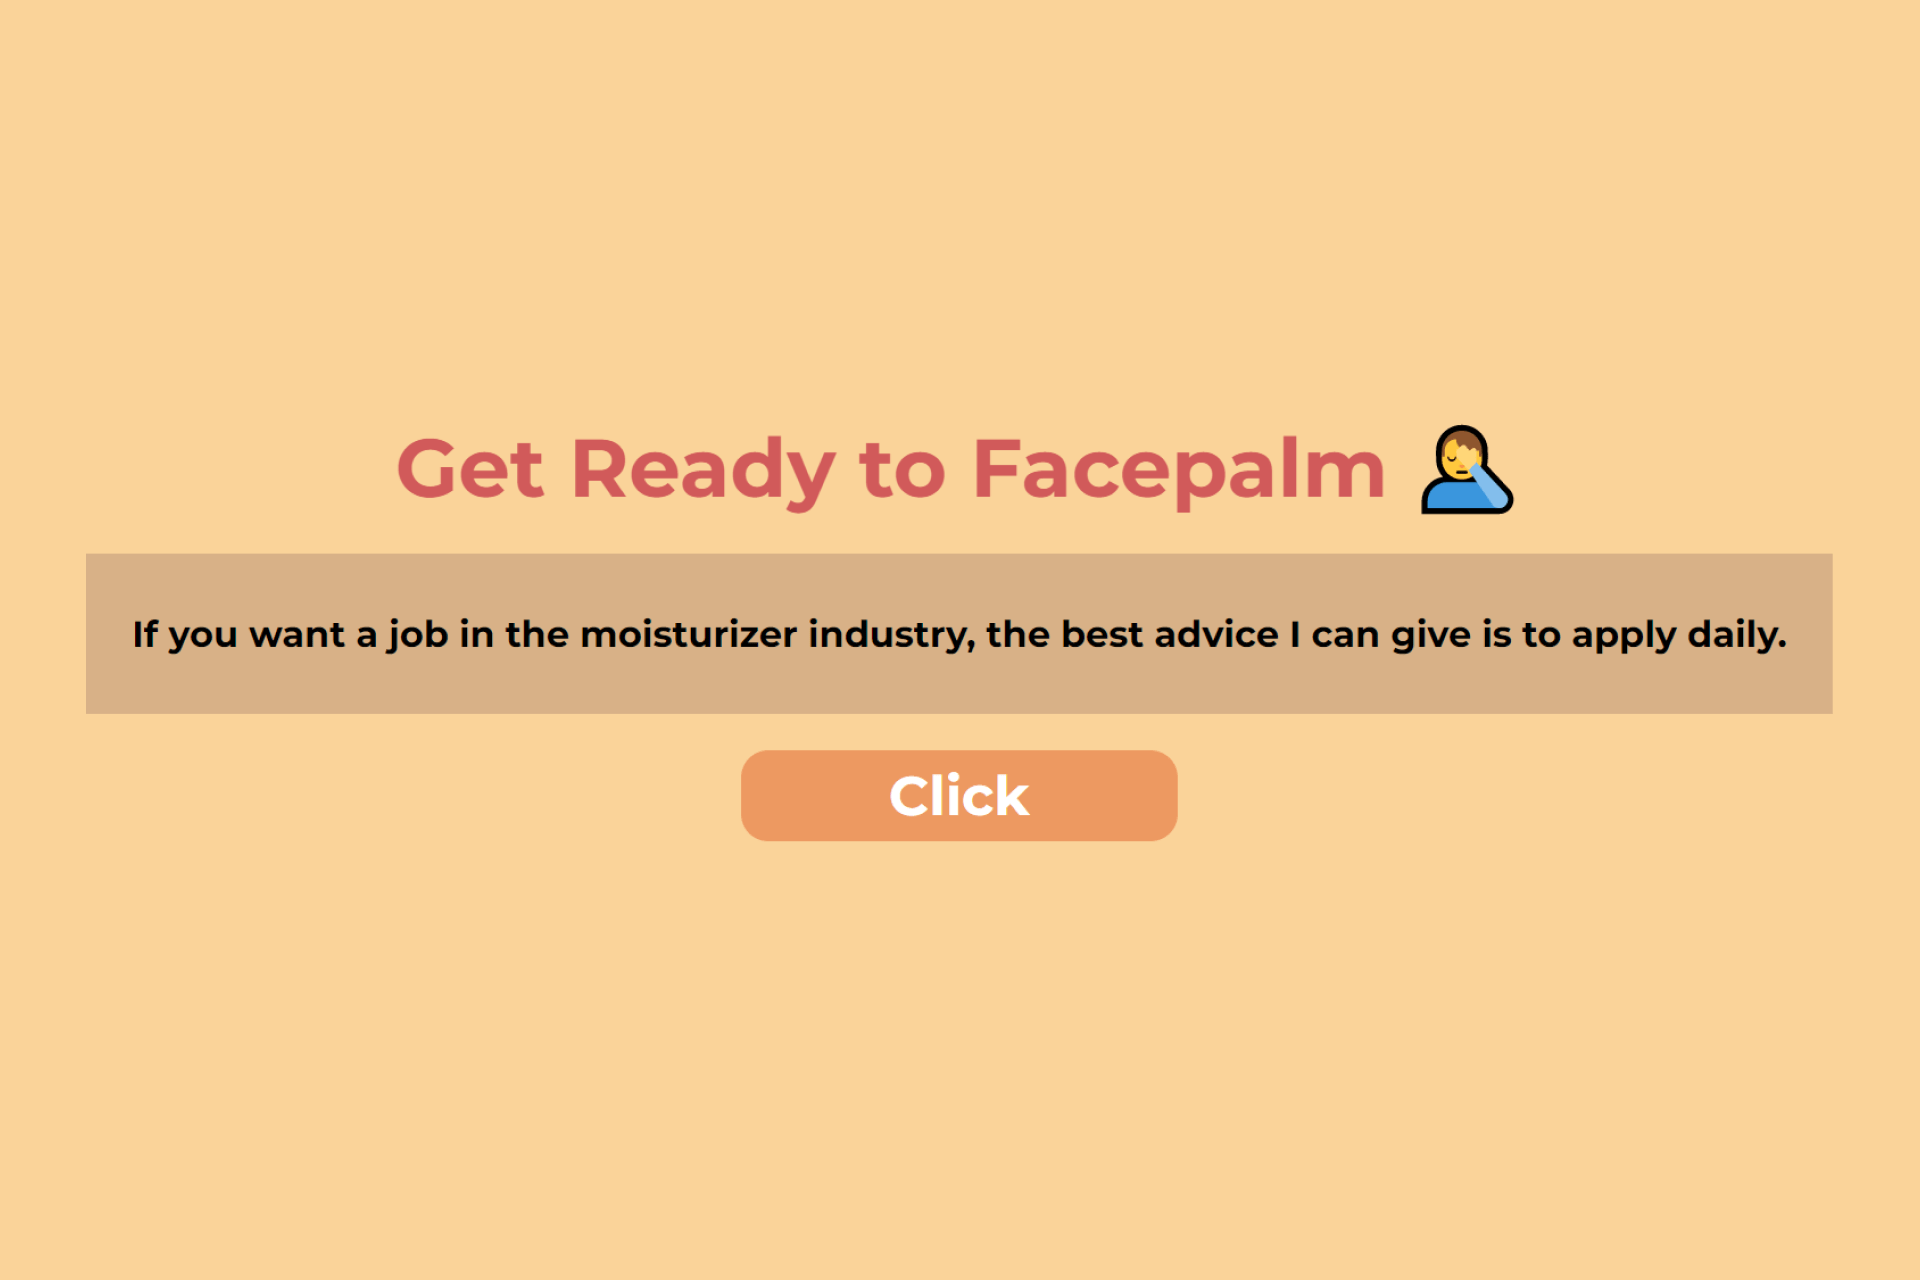 Get Ready to Facepalm 🤦‍♂️
If you want a job in the moisturizer industry, the best advice I can give is to apply daily.
Click